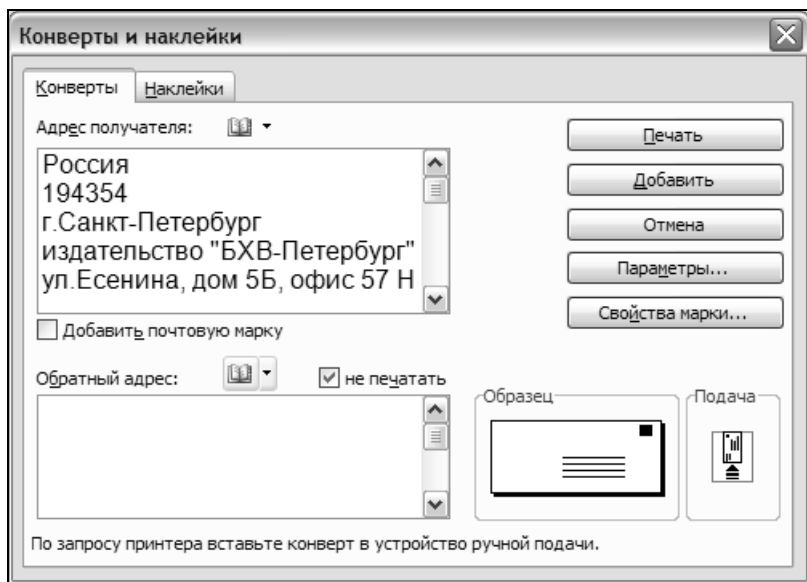 Конверты и наклейки
Конверты Наклейки
Адрес получателя:
Россия
194354
г.Санкт-Петербург
издательство "БХВ-Петербург"
ул.Есенина, дом 5Б, офис 57 Н
Добавить почтовую марку
Обратный адрес:
не печатать
Печать
Добавить
Отмена
Параметры...
Свойства марки...
Образец
Подача
По запросу принтера вставьте конверт в устройство ручной подачи.